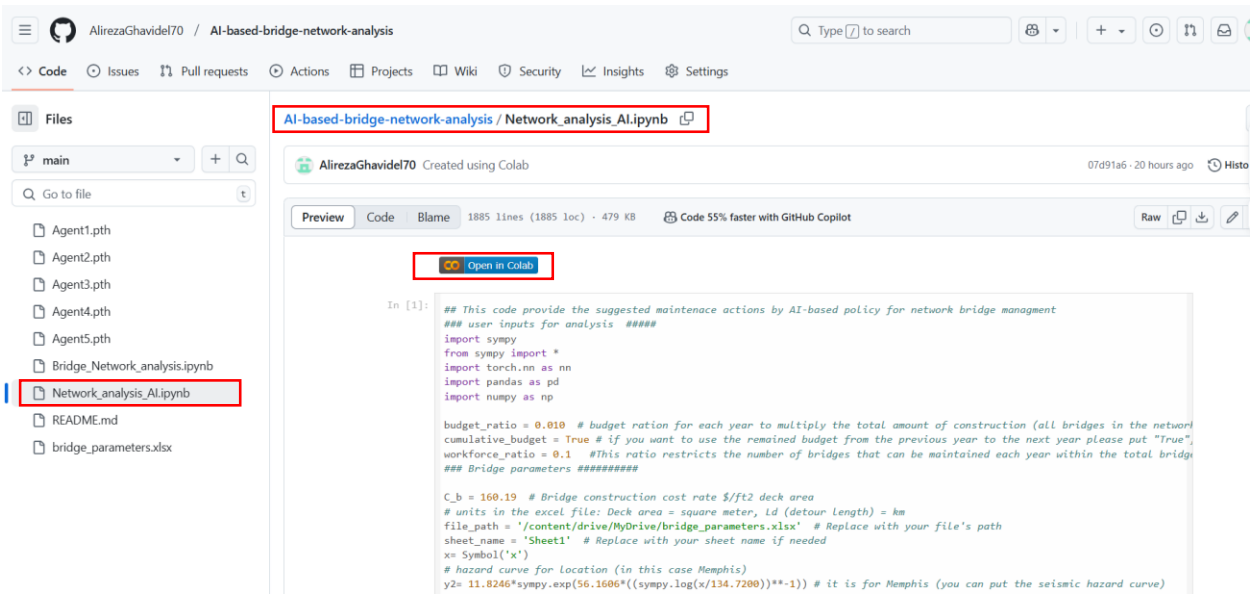 AlirezaGhavidel70 / AI-based-bridge-network-analysis
Type / to search
Code Issues Pull requests Actions Projects Wiki Security Insights Settings
Files
main
Go to file t
Agent1.pth
Agent2.pth
Agent3.pth
Agent4.pth
Agent5.pth
Bridge_Network_analysis.ipynb
Network_analysis_AI.ipynb
README.md
bridge_parameters.xlsx
AI-based-bridge-network-analysis / Network_analysis_AI.ipynb
AlirezaGhavidel70 Created using Colab 07d91a6 · 20 hours ago Histo
Preview Code Blame 1885 lines (1885 loc) · 479 KB Code 55% faster with GitHub Copilot Raw
Open in Colab
In [1]:
## This code provide the suggested maintenace actions by AI-based policy for network bridge managment
### user inputs for analysis #####
import sympy
from sympy import *
import torch.nn as nn
import pandas as pd
import numpy as np
budget_ratio = 0.010 # budget ration for each year to multiply the total amount of construction (all bridges in the network
cumulative_budget = True # if you want to use the remained budget from the previous year to the next year please put "True",
workforce_ratio = 0.1 #This ratio restricts the number of bridges that can be maintained each year within the total bridge
### Bridge parameters ##########
C_b = 160.19 # Bridge construction cost rate $/ft2 deck area
# units in the excel file: Deck area = square meter, Ld (detour length) = km
file_path = '/content/drive/MyDrive/bridge_parameters.xlsx' # Replace with your file's path
sheet_name = 'Sheet1' # Replace with your sheet name if needed
x= Symbol('x')
# hazard curve for location (in this case Memphis)
y2= 11.8246*sympy.exp(56.1606*((sympy.log(x/134.7200))**-1)) # it is for Memphis (you can put the seismic hazard curve)